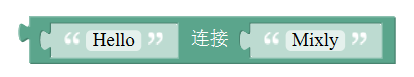 “ Hello ” 连接 “ Mixly ”